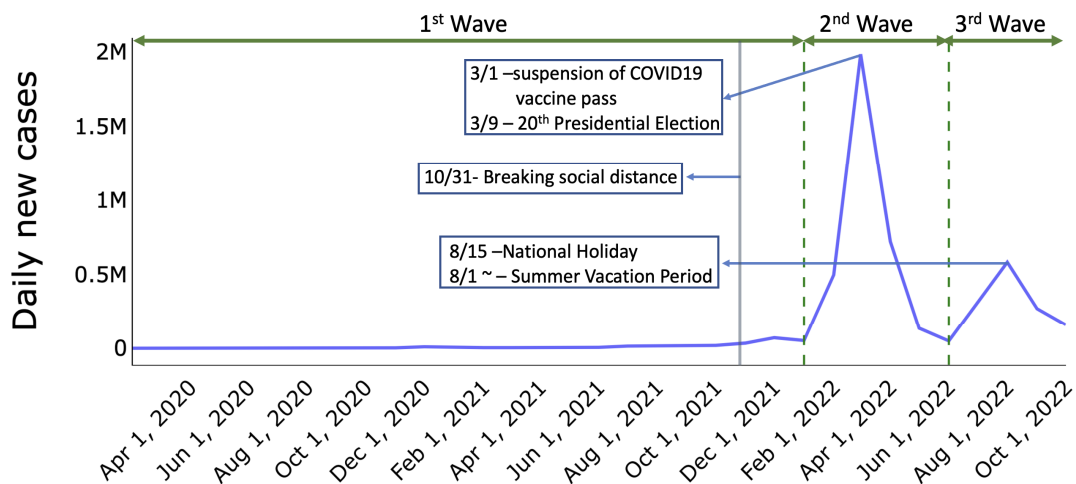 1st Wave
2nd Wave
3rd Wave
Daily new cases
2M
1.5M
1M
0.5M
0
3/1 –suspension of COVID19
vaccine pass
3/9 – 20th Presidential Election
10/31- Breaking social distance
8/15 –National Holiday
8/1 ~ – Summer Vacation Period
Apr 1, 2020
Jun 1, 2020
Aug 1, 2020
Oct 1, 2020
Dec 1, 2020
Feb 1, 2021
Apr 1, 2021
Jun 1, 2021
Aug 1, 2021
Oct 1, 2021
Dec 1, 2021
Feb 1, 2022
Apr 1, 2022
Jun 1, 2022
Aug 1, 2022
Oct 1, 2022